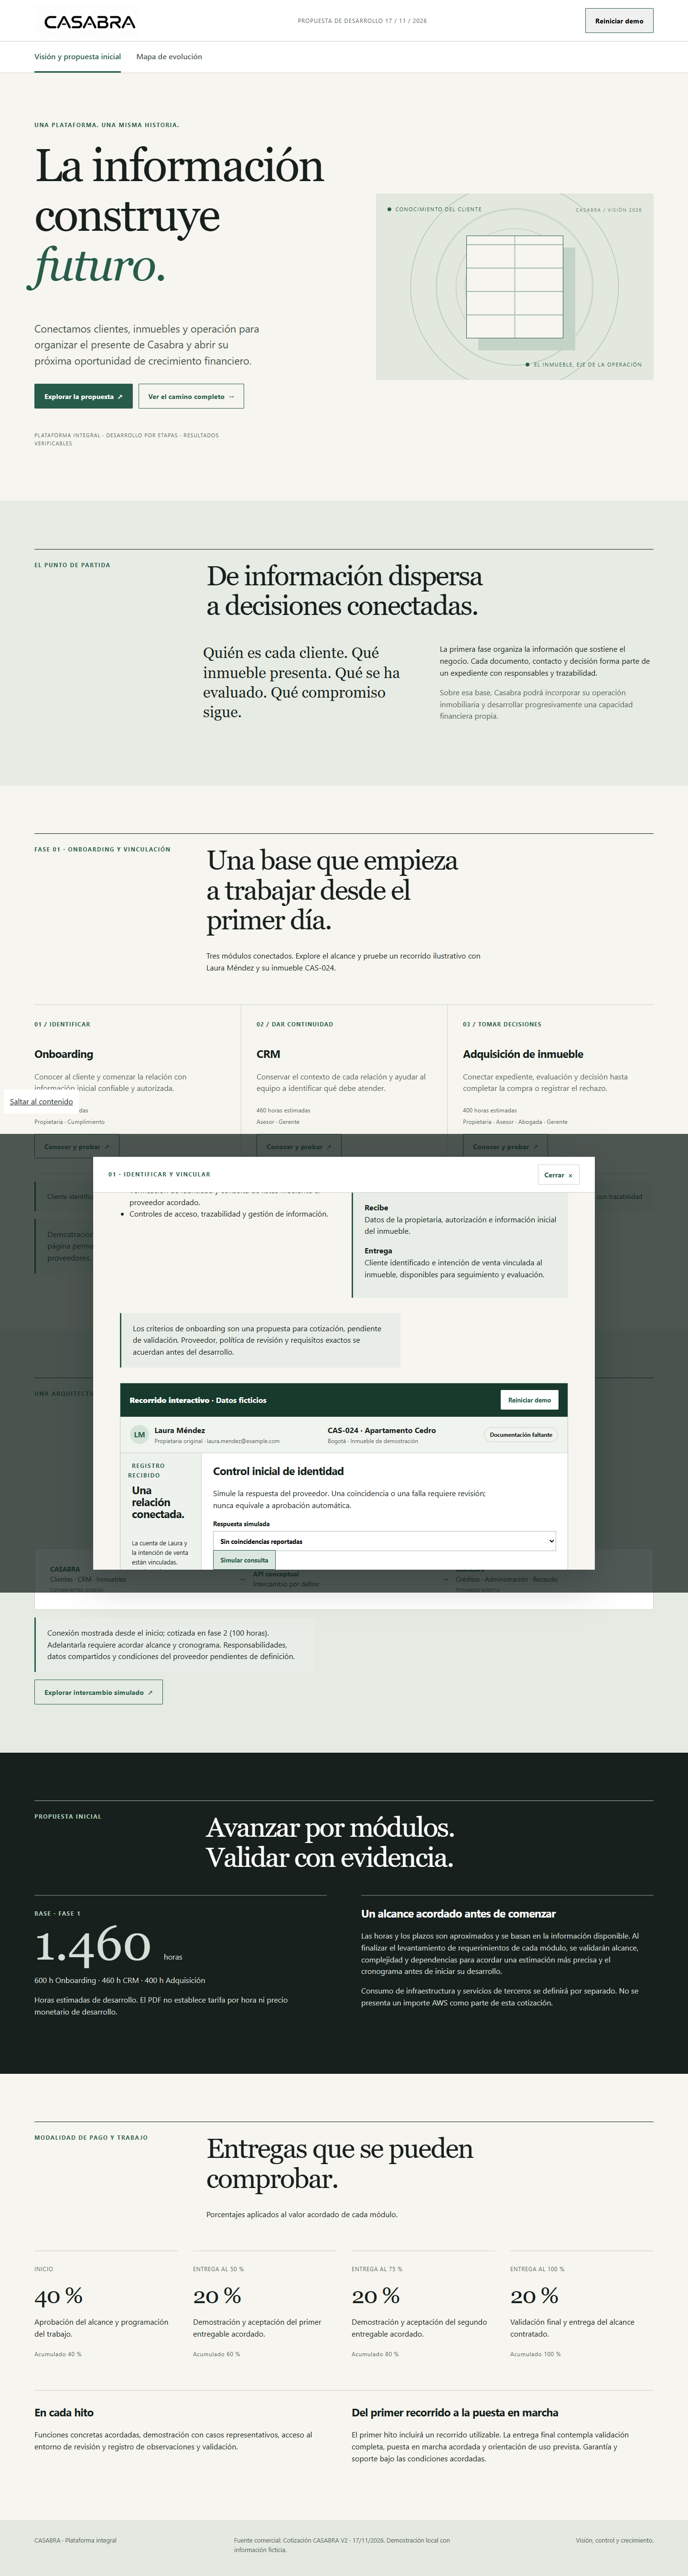 CASABRA
PROPUESTA DE DESARROLLO 17 / 11 / 2026
Reiniciar demo
Visión y propuesta inicial
Mapa de evolución
UNA PLATAFORMA. UNA MISMA HISTORIA.
La información
construye
futuro.
Conectamos clientes, inmuebles y operación para
organizar el presente de Casabra y abrir su
próxima oportunidad de crecimiento financiero.
Explorar la propuesta ↗
Ver el camino completo →
PLATAFORMA INTEGRAL · DESARROLLO POR ETAPAS · RESULTADOS
VERIFICABLES
CONOCIMIENTO DEL CLIENTE
CASABRA / VISIÓN 2026
EL INMUEBLE, EJE DE LA OPERACIÓN
EL PUNTO DE PARTIDA
De información dispersa
a decisiones conectadas.
Quién es cada cliente. Qué
inmueble presenta. Qué se ha
evaluado. Qué compromiso
sigue.
La primera fase organiza la información que sostiene el
negocio. Cada documento, contacto y decisión forma parte de
un expediente con responsables y trazabilidad.
Sobre esa base, Casabra podrá incorporar su operación
inmobiliaria y desarrollar progresivamente una capacidad
financiera propia.
FASE 01 · ONBOARDING Y VINCULACIÓN
Una base que empieza
a trabajar desde el
primer día.
Tres módulos conectados. Explore el alcance y pruebe un recorrido ilustrativo con
Laura Méndez y su inmueble CAS-024.
01 / IDENTIFICAR
Onboarding
Conocer al cliente y comenzar la relación con
información inicial confiable y autorizada.
Saltar al contenido
das
Propietaria · Cumplimiento
Conocer y probar ↗
02 / DAR CONTINUIDAD
CRM
Conservar el contexto de cada relación y ayudar al
equipo a identificar qué debe atender.
460 horas estimadas
Asesor · Gerente
Conocer y probar ↗
03 / TOMAR DECISIONES
Adquisición de inmueble
Conectar expediente, evaluación y decisión hasta
completar la compra o registrar el rechazo.
400 horas estimadas
Propietaria · Asesor · Abogada · Gerente
Conocer y probar ↗
Cliente identific
con trazabilidad
Demostración
página perma
proveedores.
01 · IDENTIFICAR Y VINCULAR
Cerrar ×
proveedor acordado.
Controles de acceso, trazabilidad y gestión de información.
Recibe
Datos de la propietaria, autorización e información inicial
del inmueble.
Entrega
Cliente identificado e intención de venta vinculada al
inmueble, disponibles para seguimiento y evaluación.
Los criterios de onboarding son una propuesta para cotización, pendiente
de validación. Proveedor, política de revisión y requisitos exactos se
acuerdan antes del desarrollo.
Recorrido interactivo · Datos ficticios
Reiniciar demo
LM
Laura Méndez
Propietaria original · laura.mendez@example.com
CAS-024 · Apartamento Cedro
Bogotá · Inmueble de demostración
Documentación faltante
REGISTRO
RECIBIDO
Una
relación
conectada.
La cuenta de Laura y
la intención de venta
están vinculadas.
Control inicial de identidad
Simule la respuesta del proveedor. Una coincidencia o una falla requiere revisión;
nunca equivale a aprobación automática.
Respuesta simulada
Sin coincidencias reportadas
Simular consulta
UNA ARQUITECT
CASABRA
Clientes · CRM · Inmuebles
API conceptual
Intercambio por definir
Créditos · Administración · Recaudo
Conexión mostrada desde el inicio; cotizada en fase 2 (100 horas).
Adelantarla requiere acordar alcance y cronograma. Responsabilidades,
datos compartidos y condiciones del proveedor pendientes de definición.
Explorar intercambio simulado ↗
PROPUESTA INICIAL
Avanzar por módulos.
Validar con evidencia.
BASE · FASE 1
1.460 horas
600 h Onboarding · 460 h CRM · 400 h Adquisición
Horas estimadas de desarrollo. El PDF no establece tarifa por hora ni precio
monetario de desarrollo.
Un alcance acordado antes de comenzar
Las horas y los plazos son aproximados y se basan en la información disponible. Al
finalizar el levantamiento de requerimientos de cada módulo, se validarán alcance,
complejidad y dependencias para acordar una estimación más precisa y el
cronograma antes de iniciar su desarrollo.
Consumo de infraestructura y servicios de terceros se definirá por separado. No se
presenta un importe AWS como parte de esta cotización.
MODALIDAD DE PAGO Y TRABAJO
Entregas que se pueden
comprobar.
Porcentajes aplicados al valor acordado de cada módulo.
INICIO
40 %
Aprobación del alcance y programación
del trabajo.
Acumulado 40 %
ENTREGA AL 50 %
20 %
Demostración y aceptación del primer
entregable acordado.
Acumulado 60 %
ENTREGA AL 75 %
20 %
Demostración y aceptación del segundo
entregable acordado.
Acumulado 80 %
ENTREGA AL 100 %
20 %
Validación final y entrega del alcance
contratado.
Acumulado 100 %
En cada hito
Funciones concretas acordadas, demostración con casos representativos, acceso al
entorno de revisión y registro de observaciones y validación.
Del primer recorrido a la puesta en marcha
El primer hito incluirá un recorrido utilizable. La entrega final contempla validación
completa, puesta en marcha acordada y orientación de uso prevista. Garantía y
soporte bajo las condiciones acordadas.
CASABRA · Plataforma integral
Fuente comercial: Cotización CASABRA V2 · 17/11/2026. Demostración local con
información ficticia.
Visión, control y crecimiento.